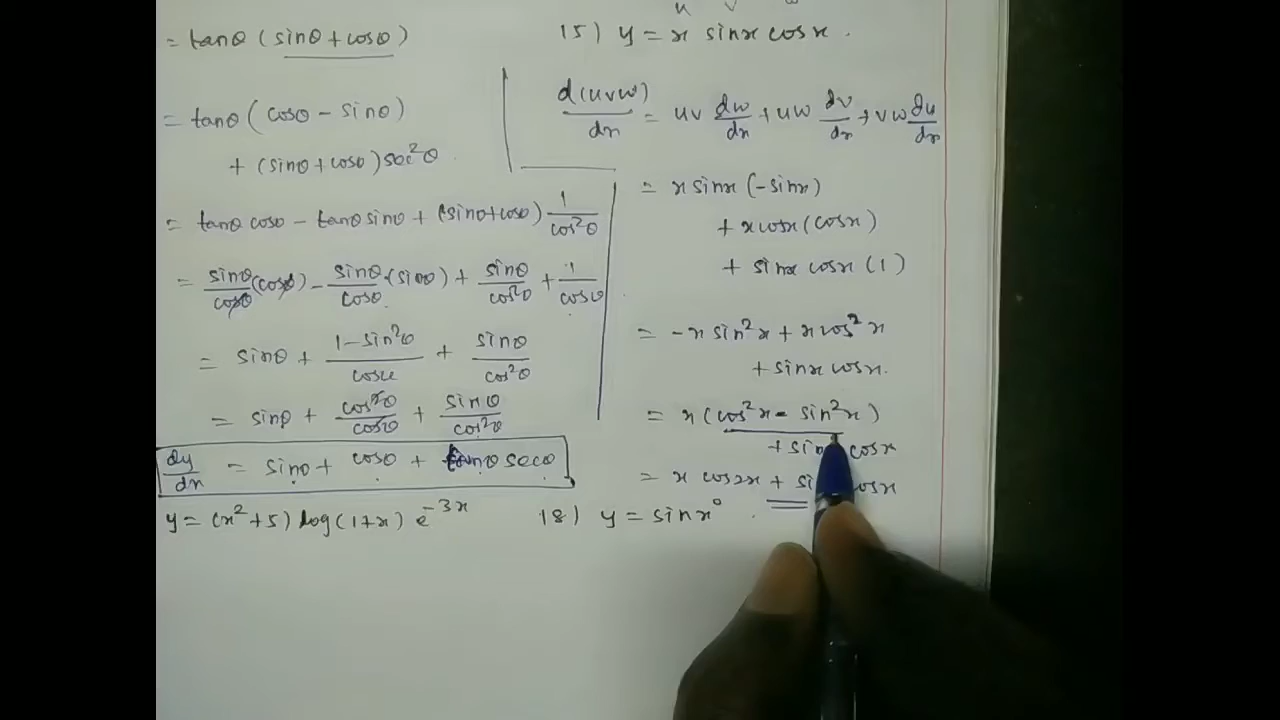 = tanθ (sinθ + cosθ)
= tanθ (cosθ - sinθ)
+ (sinθ + cosθ) sec²θ
= tanθ cosθ - tanθ sinθ + (sinθ + cosθ) 1/cos²θ
= sinθ/cosθ (cosθ) - sinθ/cosθ · (sinθ) + sinθ/cos²θ + 1/cosθ
= sinθ + 1-sin²θ/cosθ + sinθ/cos²θ
= sinθ + cos²θ/cosθ + sinθ/cos²θ
dy/dx = sinθ + cosθ + tanθ secθ
y = (x²+5) log(1+x) e^-3x
u v w
15) y = x sinx cosx .
d(uvw)/dx = uv dw/dx + uw dv/dx + vw du/dx
= x sinx (-sinx)
+ x cosx (cosx)
+ sinx cosx (1)
= -x sin²x + x cos²x
+ sinx cosx.
= x (cos²x - sin²x)
+ sin cosx
= x cos2x + si cosx
18) y = sinx°